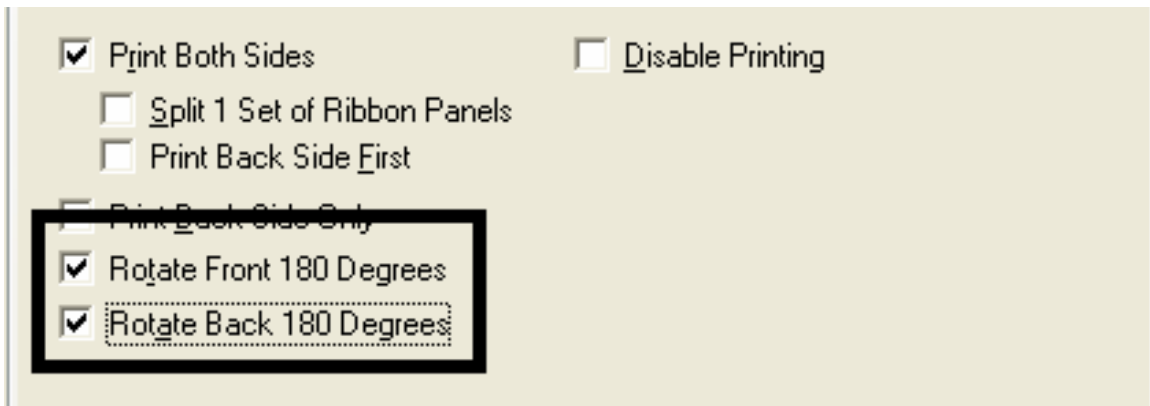 Print Both Sides
Disable Printing
Split 1 Set of Ribbon Panels
Print Back Side First
Print Back Side Only
Rotate Front 180 Degrees
Rotate Back 180 Degrees